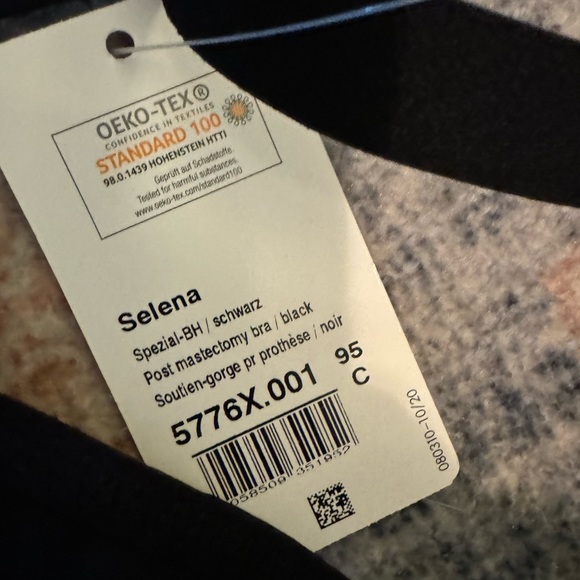 OEKO-TEX®
CONFIDENCE IN TEXTILES
STANDARD 100
98.0.1439 HOHENSTEIN HTTI
Geprüft auf Schadstoffe.
Tested for harmful substances.
www.oeko-tex.com/standard100
Selena
Spezial-BH / schwarz
Post mastectomy bra / black
Soutien-gorge pr prothèse / noir
5776X.001 95
C
058509 351952
080310-10/20